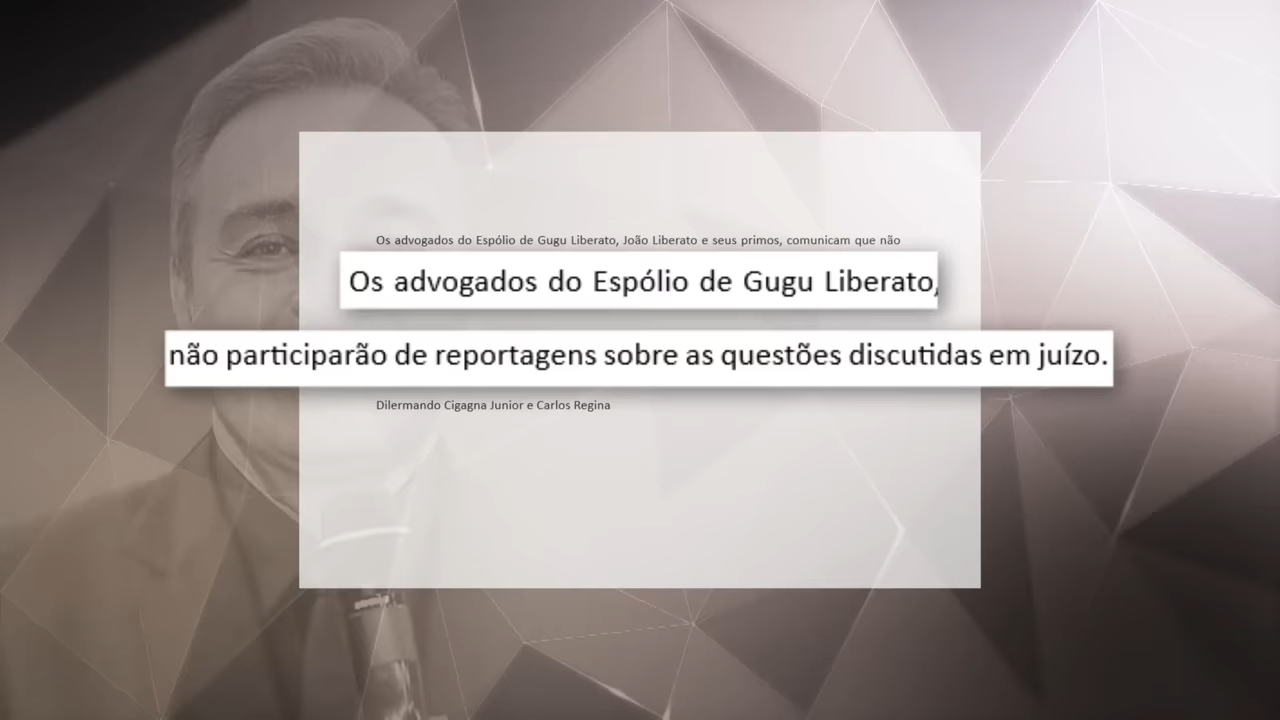 Os advogados do Espólio de Gugu Liberato, João Liberato e seus primos, comunicam que não
Os advogados do Espólio de Gugu Liberato,
não participarão de reportagens sobre as questões discutidas em juízo.
Dilermando Cigagna Junior e Carlos Regina